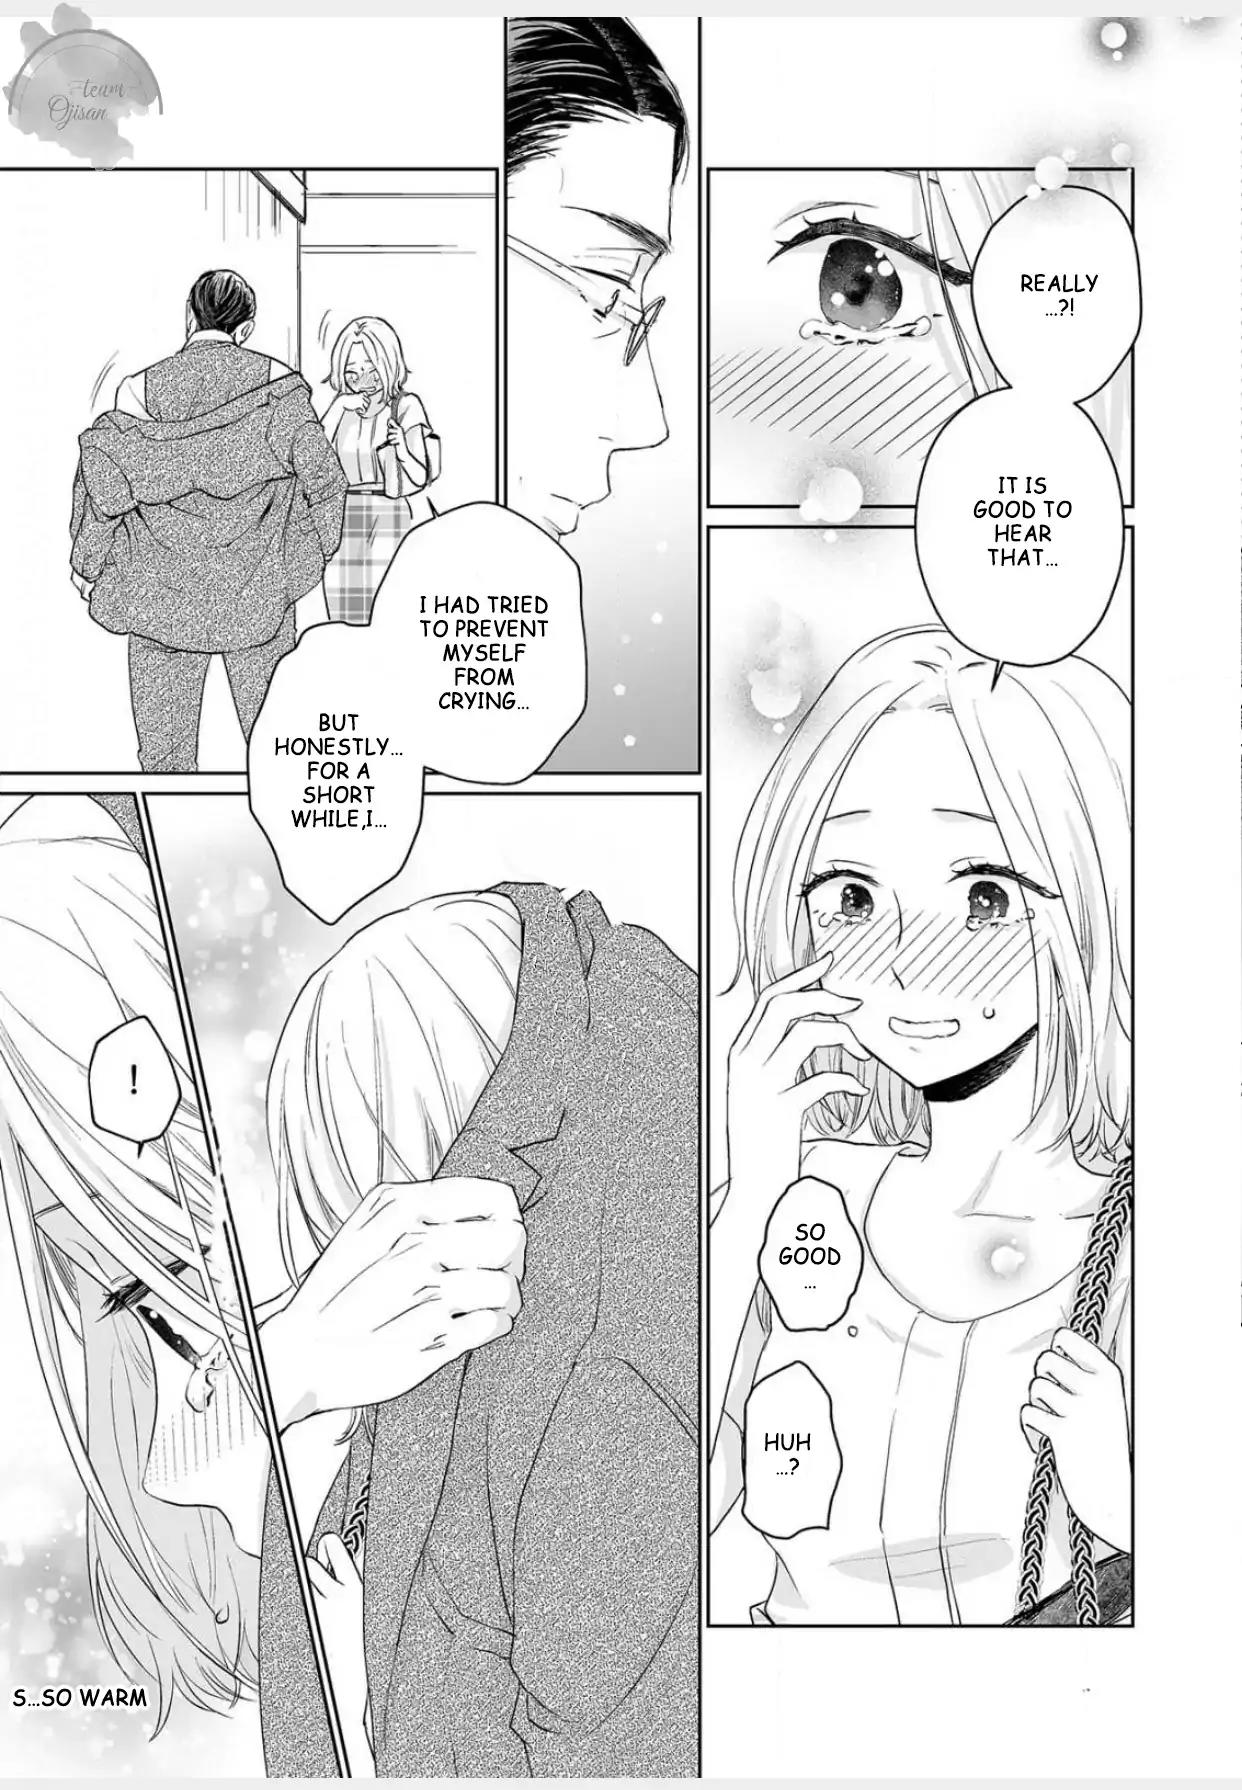 team
Ojisan
REALLY
...?!
IT IS
GOOD TO
HEAR
THAT...
SO
GOOD
...
HUH
...?
I HAD TRIED
TO PREVENT
MYSELF
FROM
CRYING...
BUT
HONESTLY...
FOR A
SHORT
WHILE,I...
!
S...SO WARM